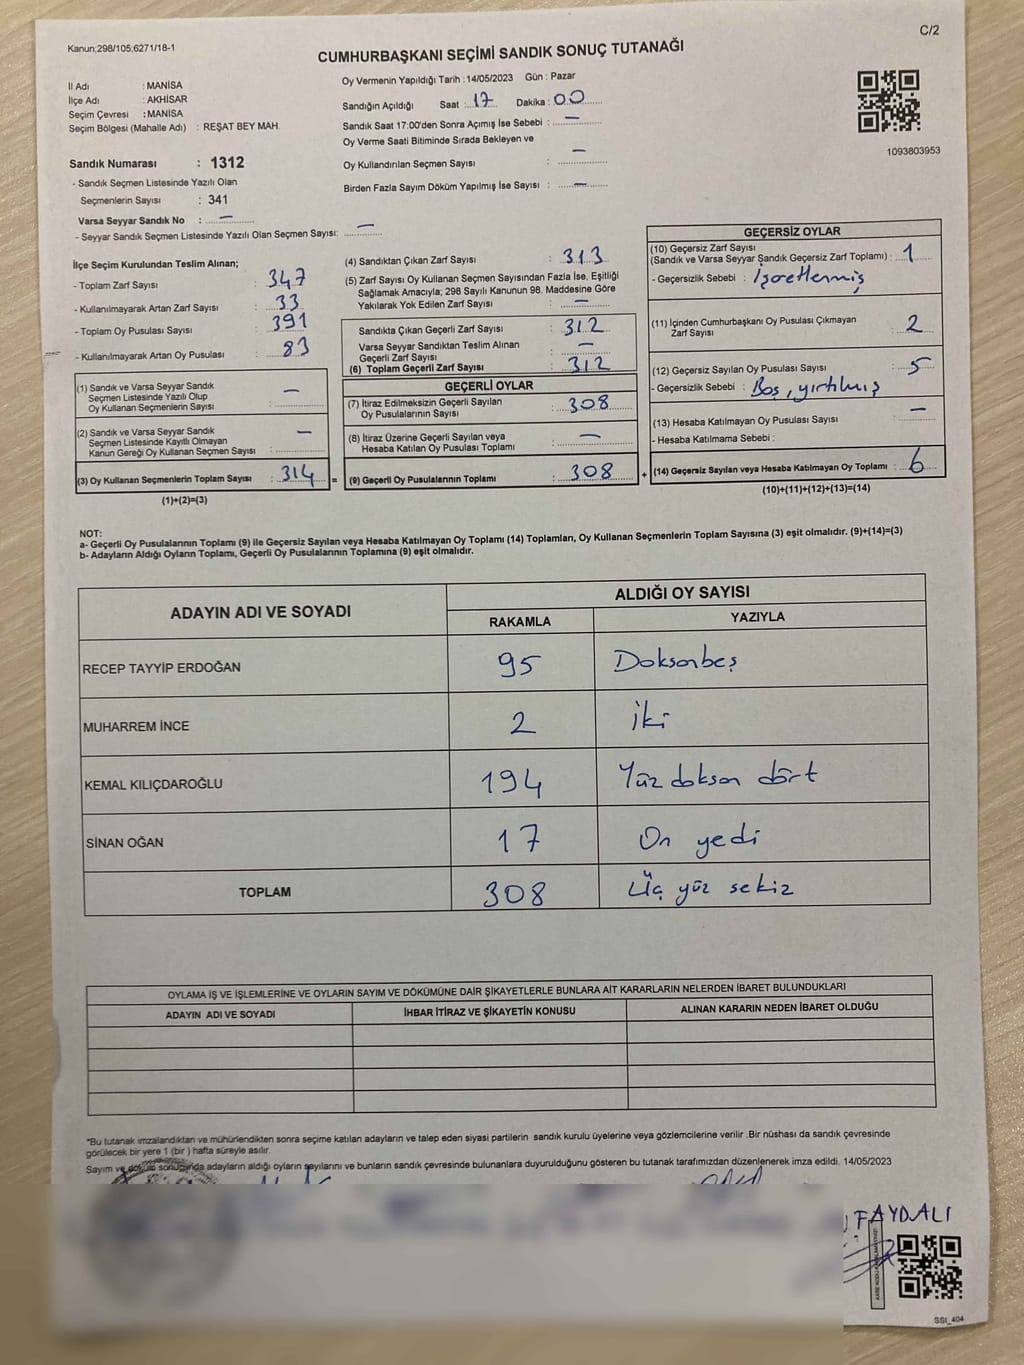 Kanun;298/105;6271/18-1
C/2
CUMHURBAŞKANI SEÇİMİ SANDIK SONUÇ TUTANAĞI
İl Adı : MANİSA
İlçe Adı : AKHİSAR
Seçim Çevresi : MANİSA
Seçim Bölgesi (Mahalle Adı) : REŞAT BEY MAH
Sandık Numarası : 1312
- Sandık Seçmen Listesinde Yazılı Olan
Seçmenlerin Sayısı : 341
Varsa Seyyar Sandık No : —
- Seyyar Sandık Seçmen Listesinde Yazılı Olan Seçmen Sayısı: —
Oy Vermenin Yapıldığı Tarih : 14/05/2023 Gün : Pazar
Sandığın Açıldığı Saat : 17 Dakika : 00
Sandık Saat 17:00'den Sonra Açımış İse Sebebi : —
Oy Verme Saati Bitiminde Sırada Bekleyen ve
Oy Kullandırılan Seçmen Sayısı : —
Birden Fazla Sayım Döküm Yapılmış İse Sayısı : —
1093803953
İlçe Seçim Kurulundan Teslim Alınan;
- Toplam Zarf Sayısı : 347
- Kullanılmayarak Artan Zarf Sayısı : 33
- Toplam Oy Pusulası Sayısı : 391
- Kullanılmayarak Artan Oy Pusulası : 83
(1) Sandık ve Varsa Seyyar Sandık
Seçmen Listesinde Yazılı Olup
Oy Kullanan Seçmenlerin Sayısı : —
(2) Sandık ve Varsa Seyyar Sandık
Seçmen Listesinde Kayıtlı Olmayan
Kanun Gereği Oy Kullanan Seçmen Sayısı : —
(3) Oy Kullanan Seçmenlerin Toplam Sayısı : 314 =
(1)+(2)=(3)
(4) Sandıktan Çıkan Zarf Sayısı : 313
(5) Zarf Sayısı Oy Kullanan Seçmen Sayısından Fazla İse, Eşitliği
Sağlamak Amacıyla; 298 Sayılı Kanunun 98. Maddesine Göre
Yakılarak Yok Edilen Zarf Sayısı : —
Sandıkta Çıkan Geçerli Zarf Sayısı : 312
Varsa Seyyar Sandıktan Teslim Alınan
Geçerli Zarf Sayısı : —
(6) Toplam Geçerli Zarf Sayısı : 312
GEÇERLİ OYLAR
(7) İtiraz Edilmeksizin Geçerli Sayılan
Oy Pusulalarının Sayısı : 308
(8) İtiraz Üzerine Geçerli Sayılan veya
Hesaba Katılan Oy Pusulası Toplamı : —
(9) Geçerli Oy Pusulalarının Toplamı : 308 +
GEÇERSİZ OYLAR
(10) Geçersiz Zarf Sayısı
(Sandık ve Varsa Seyyar Sandık Geçersiz Zarf Toplamı) : 1
- Geçersizlik Sebebi : İşaretlenmiş
(11) İçinden Cumhurbaşkanı Oy Pusulası Çıkmayan
Zarf Sayısı : 2
(12) Geçersiz Sayılan Oy Pusulası Sayısı : 5
- Geçersizlik Sebebi : Boş, yırtılmış
(13) Hesaba Katılmayan Oy Pusulası Sayısı : —
- Hesaba Katılmama Sebebi :
(14) Geçersiz Sayılan veya Hesaba Katılmayan Oy Toplamı : 6
(10)+(11)+(12)+(13)=(14)
NOT:
a- Geçerli Oy Pusulalarının Toplamı (9) ile Geçersiz Sayılan veya Hesaba Katılmayan Oy Toplamı (14) Toplamları, Oy Kullanan Seçmenlerin Toplam Sayısına (3) eşit olmalıdır. (9)+(14)=(3)
b- Adayların Aldığı Oyların Toplamı, Geçerli Oy Pusulalarının Toplamına (9) eşit olmalıdır.
ADAYIN ADI VE SOYADI ALDIĞI OY SAYISI
RAKAMLA YAZIYLA
RECEP TAYYİP ERDOĞAN 95 Doksanbeş
MUHARREM İNCE 2 iki
KEMAL KILIÇDAROĞLU 194 Yüz doksan dört
SİNAN OĞAN 17 On yedi
TOPLAM 308 Üç yüz sekiz
OYLAMA İŞ VE İŞLEMLERİNE VE OYLARIN SAYIM VE DÖKÜMÜNE DAİR ŞİKAYETLERLE BUNLARA AİT KARARLARIN NELERDEN İBARET BULUNDUKLARI
ADAYIN ADI VE SOYADI İHBAR İTİRAZ VE ŞİKAYETİN KONUSU ALINAN KARARIN NEDEN İBARET OLDUĞU
*Bu tutanak imzalandıktan ve mühürlendikten sonra seçime katılan adayların ve talep eden siyasi partilerin sandık kurulu üyelerine veya gözlemcilerine verilir .Bir nüshası da sandık çevresinde
görülecek bir yere 1 (bir ) hafta süreyle asılır.
Sayım ve döküm sonucunda adayların aldığı oyların sayılarını ve bunların sandık çevresinde bulunanlara duyurulduğunu gösteren bu tutanak tarafımızdan düzenlenerek imza edildi. 14/05/2023
FAYDALI
SSI_404